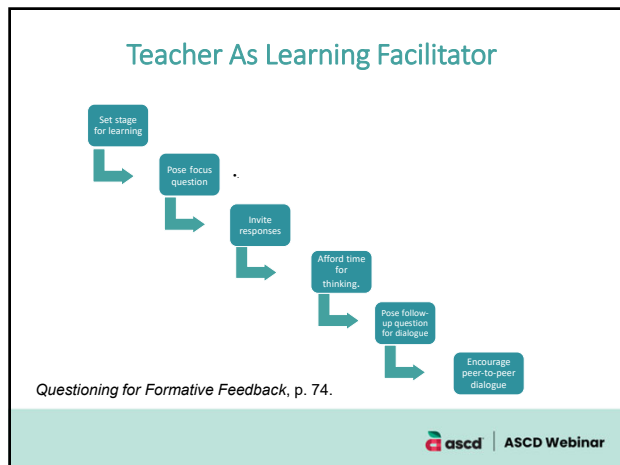 Teacher As Learning Facilitator
Set stage
for learning
Pose focus
question
•.
Invite
responses
Afford time
for
thinking.
Pose follow-
up question
for dialogue
Encourage
peer-to-peer
dialogue
Questioning for Formative Feedback, p. 74.
ascd | ASCD Webinar